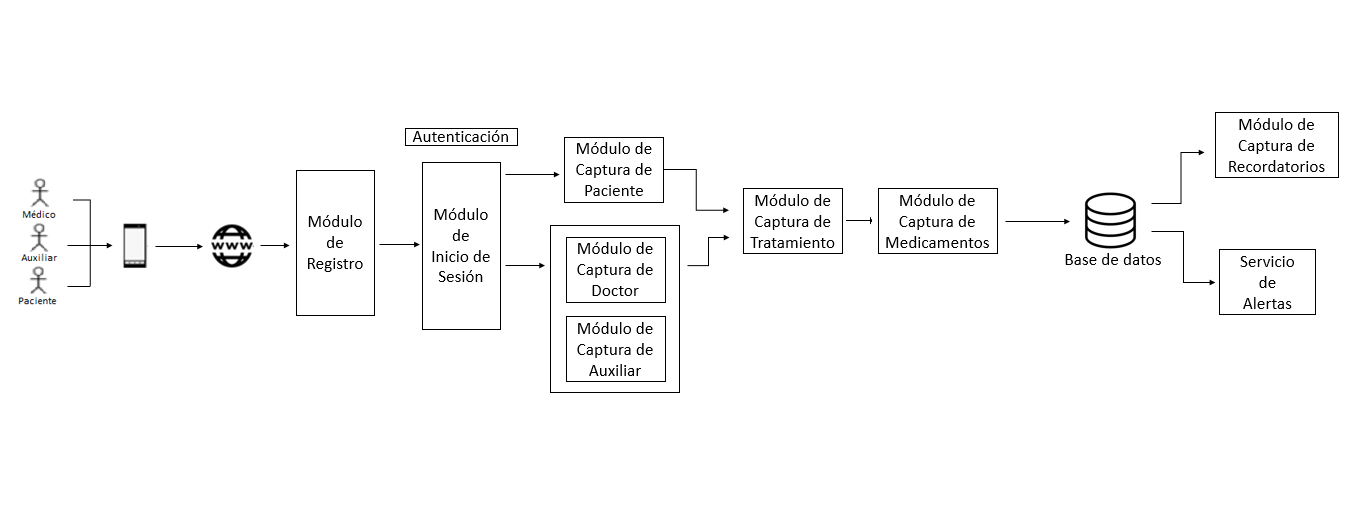 Médico
Auxiliar
Paciente
www
Módulo
de
Registro
Autenticación
Módulo
de
Inicio de
Sesión
Módulo de
Captura de
Paciente
Módulo de
Captura de
Doctor
Módulo de
Captura de
Auxiliar
Módulo de
Captura de
Tratamiento
Módulo de
Captura de
Medicamentos
Base de datos
Módulo de
Captura de
Recordatorios
Servicio
de
Alertas